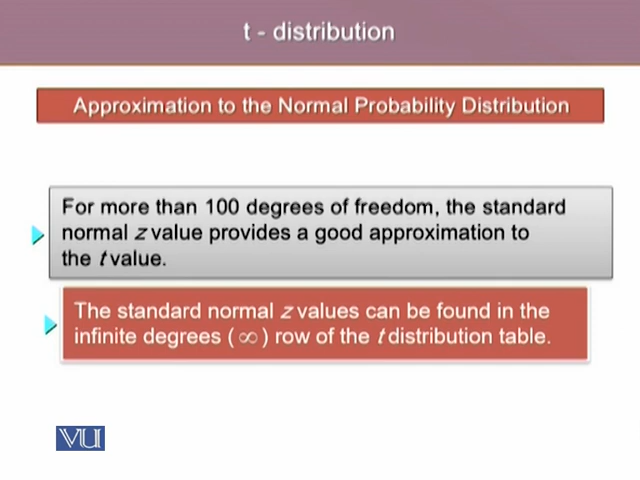 t - distribution
Approximation to the Normal Probability Distribution
For more than 100 degrees of freedom, the standard
normal z value provides a good approximation to
the t value.
The standard normal z values can be found in the
infinite degrees (∞) row of the t distribution table.
VU